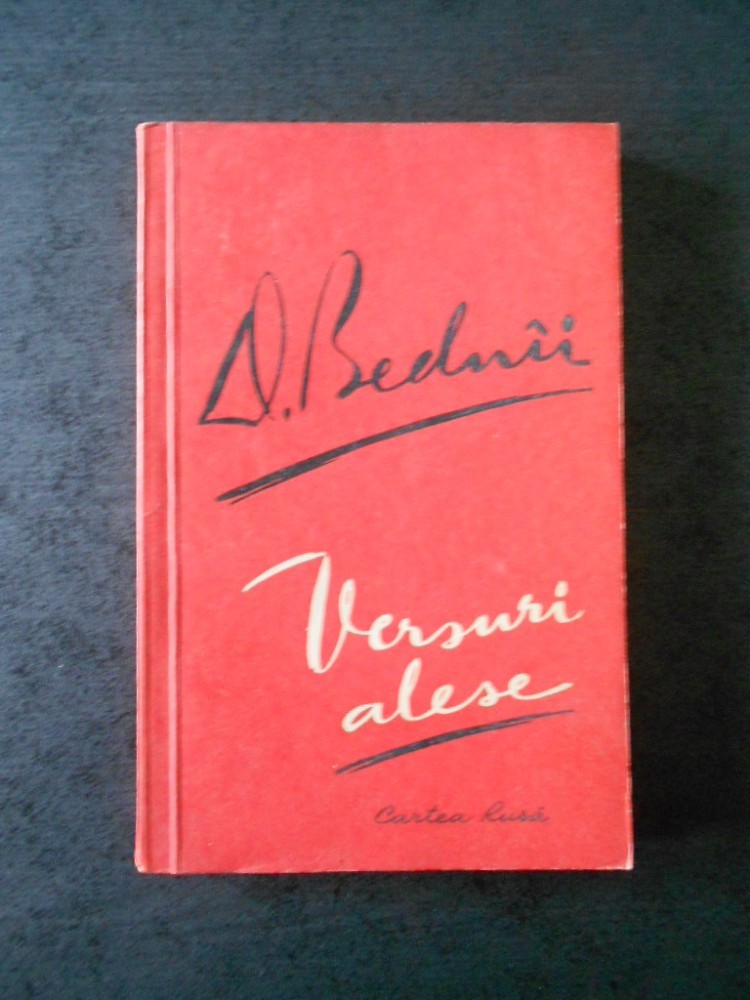 D. Bednîi
Versuri
alese
Cartea Rusă